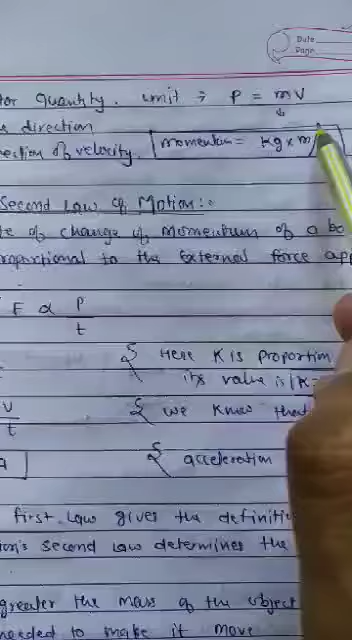 Date
Page
tor quantity. unit → P = mv
s direction
ection of velocity. momentum = kg x m/
Second Law of Motion:-
te of change of momentum of a bo
roportional to the External force app
F ∝ P
t
Here K is proportion
its value is 1K=
V
t
we know that
a
acceleration
first law gives the definiti
on's second law determines the
greater the mass of the object
needed to make it move